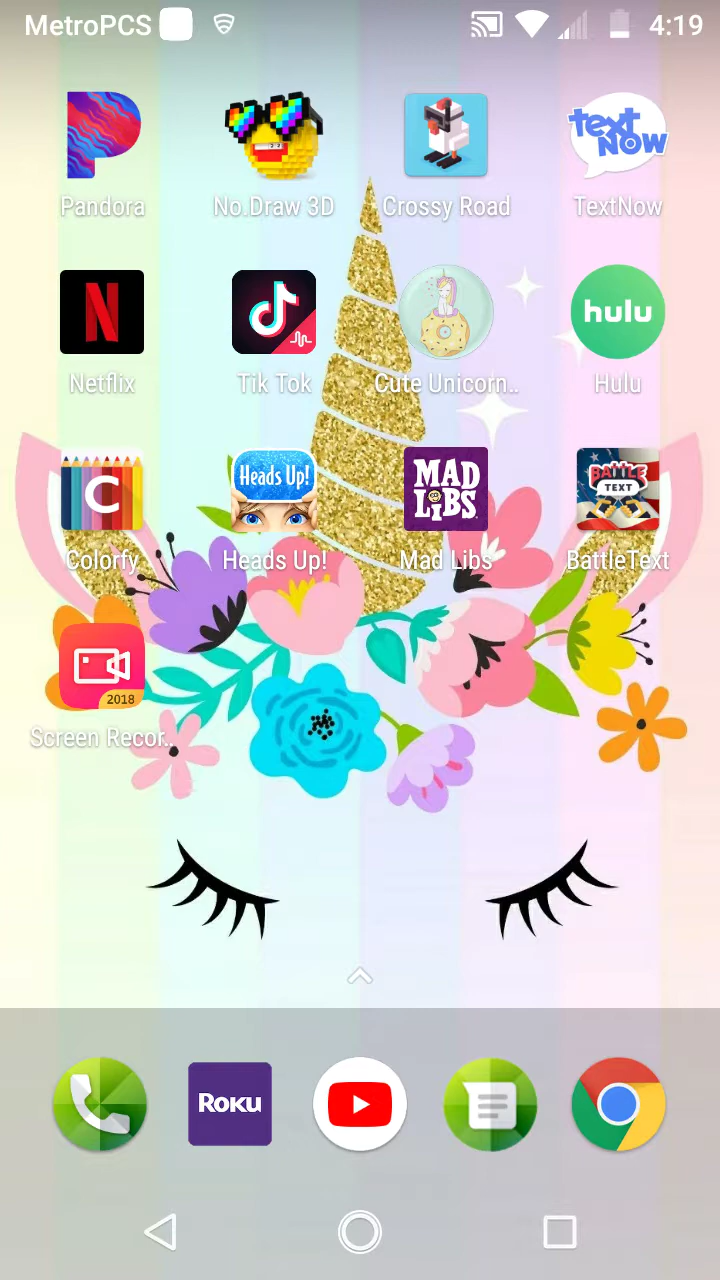 MetroPCS 4:19
text
NOW
Pandora No.Draw 3D Crossy Road TextNow
hulu
Netflix Tik Tok Cute Unicorn.. Hulu
C Heads Up! MAD
LIBS BATTLE
TEXT
Colorfy Heads Up! Mad Libs BattleText
2018
Screen Recor..
ROKU